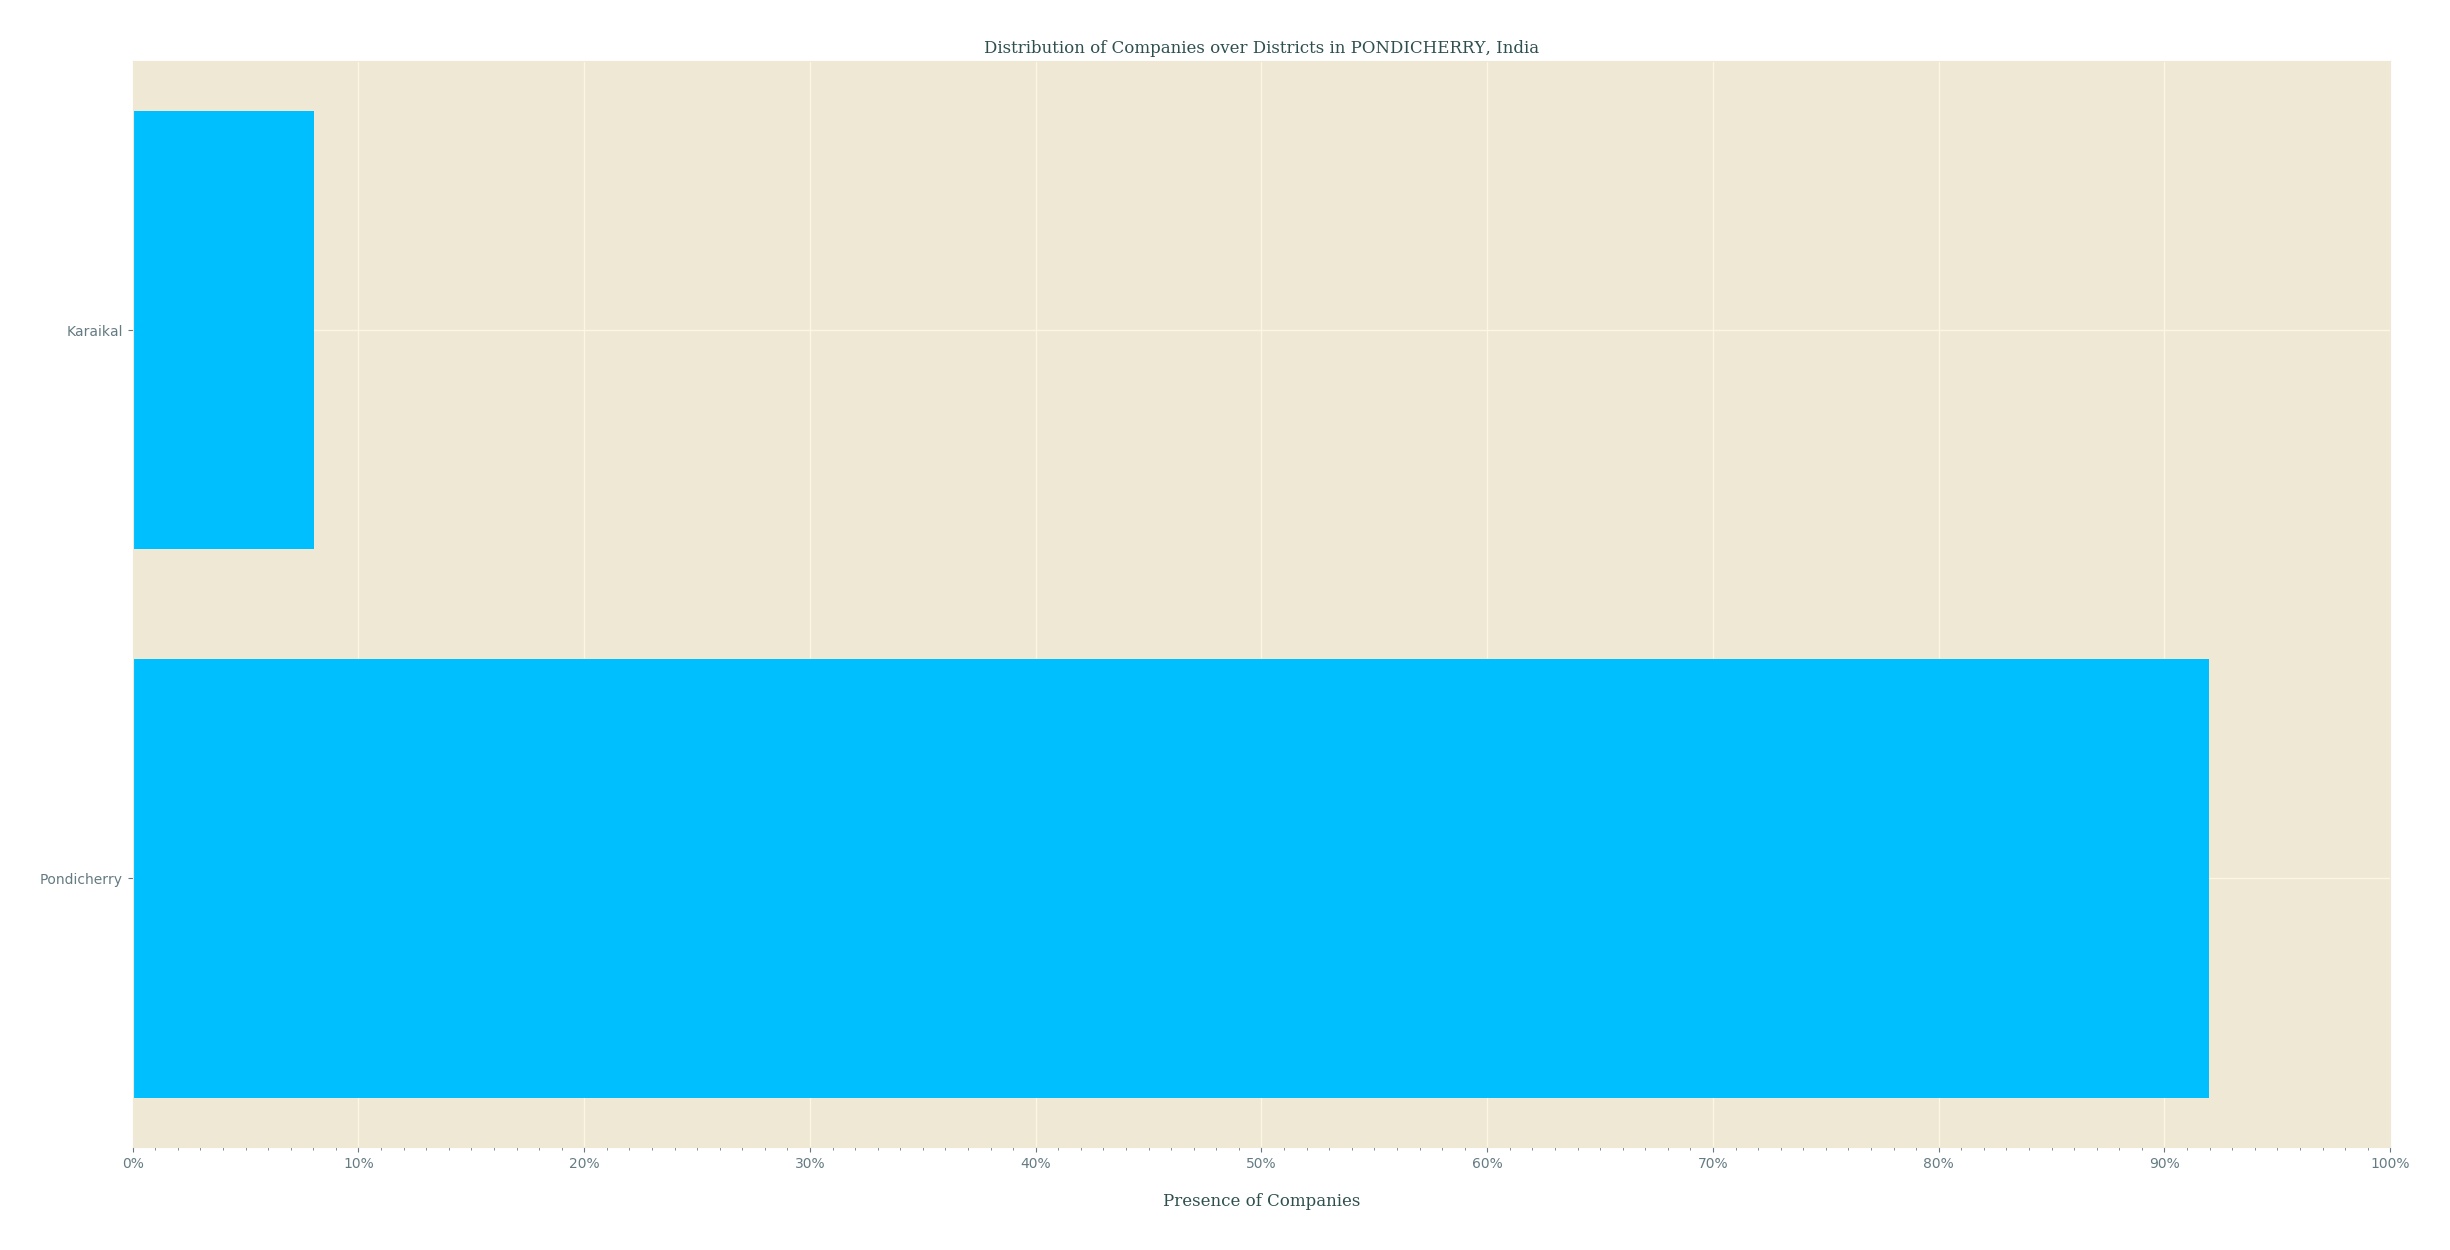 Distribution of Companies over Districts in PONDICHERRY, India
Karaikal
Pondicherry
0% 10% 20% 30% 40% 50% 60% 70% 80% 90% 100%
Presence of Companies